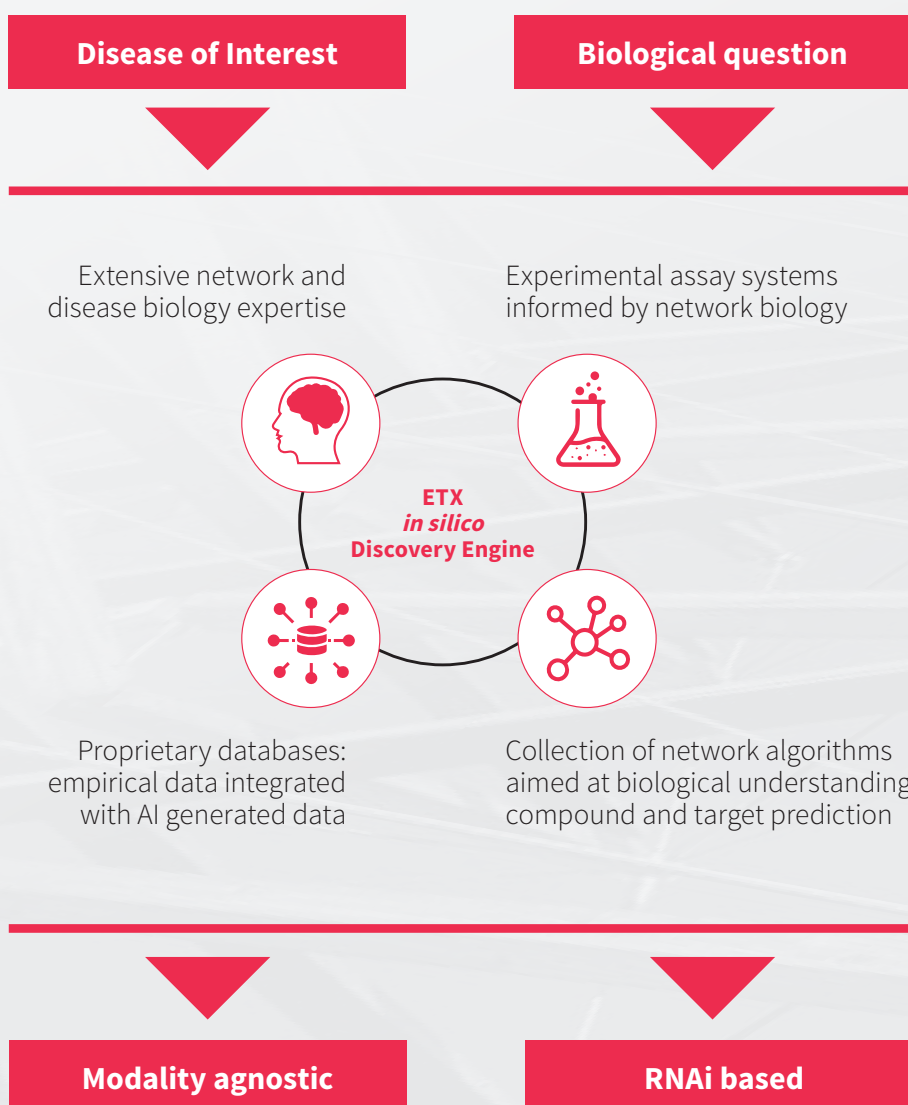 Disease of Interest
Biological question
Extensive network and
disease biology expertise
Experimental assay systems
informed by network biology
ETX
in silico
Discovery Engine
Proprietary databases:
empirical data integrated
with AI generated data
Collection of network algorithms
aimed at biological understanding
compound and target prediction
Modality agnostic
RNAi based